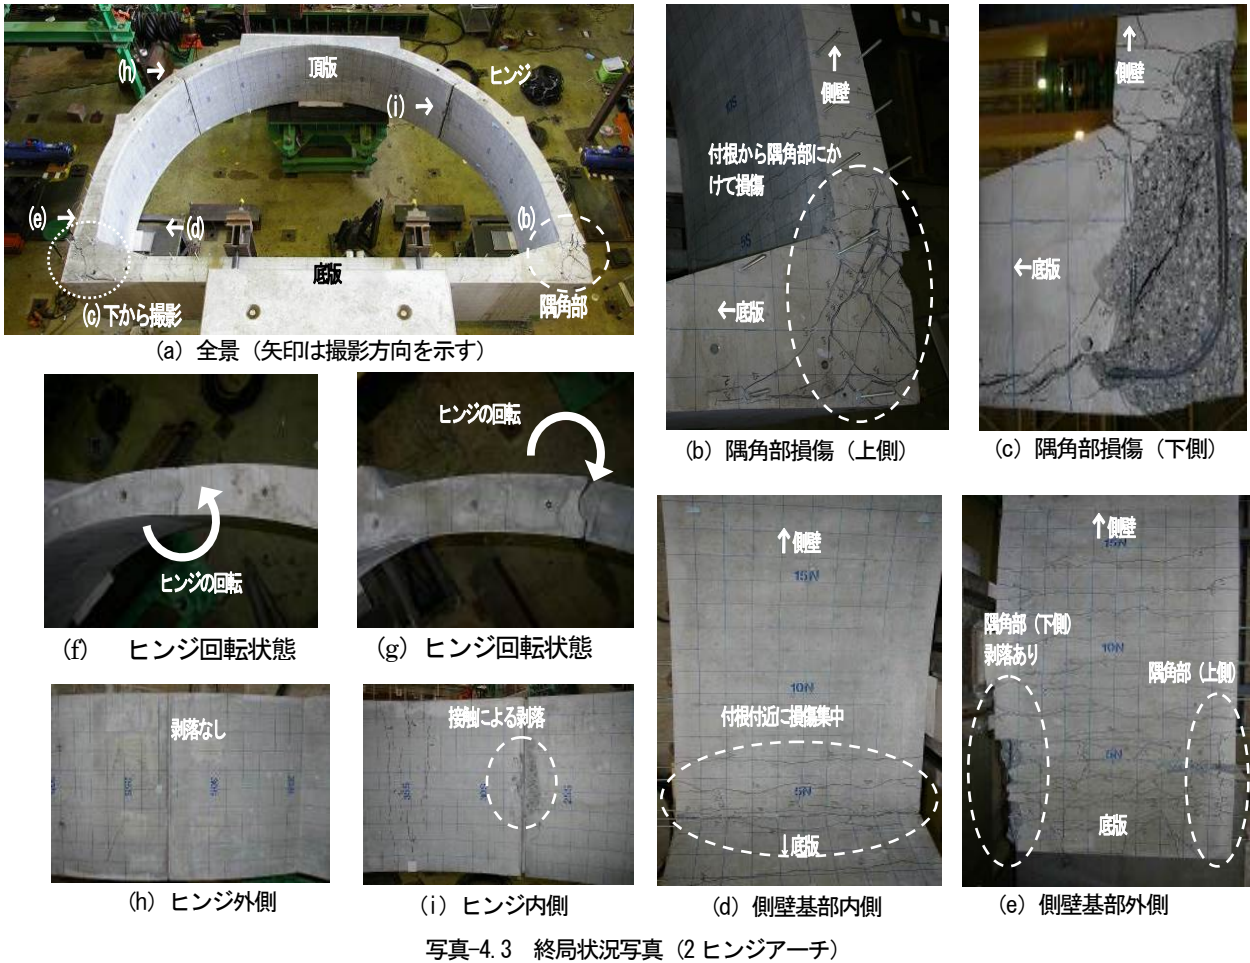 (h)→
頂版
ヒンジ
(i)→
(e)→
←(d)
(b)
底版
(c)下から撮影
隅角部
(a) 全景 (矢印は撮影方向を示す)
↑
側壁
付根から隅角部にか
けて損傷
←底版
(b) 隅角部損傷 (上側)
↑
側壁
←底版
(c) 隅角部損傷 (下側)
ヒンジの回転
(f) ヒンジ回転状態
ヒンジの回転
(g) ヒンジ回転状態
剥落なし
(h) ヒンジ外側
接触による剥落
255
(i) ヒンジ内側
↑側壁
15N
10N
付根付近に損傷集中
5N
↓底版
(d) 側壁基部内側
↑側壁
15N
隅角部 (下側)
剥落あり
10N
隅角部 (上側)
5N
底版
(e) 側壁基部外側
写真-4.3 終局状況写真 (2 ヒンジアーチ)